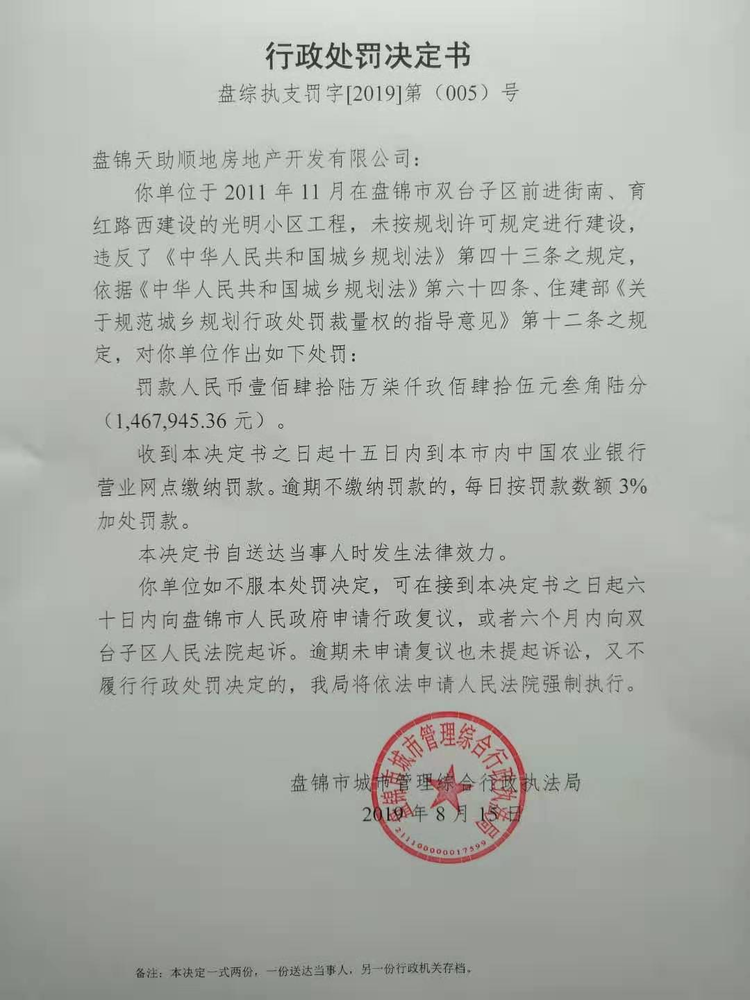 行政处罚决定书
盘综执支罚字[2019]第（005）号
盘锦天助顺地房地产开发有限公司：
你单位于 2011 年 11 月在盘锦市双台子区前进街南、育
红路西建设的光明小区工程，未按规划许可规定进行建设，
违反了《中华人民共和国城乡规划法》第四十三条之规定，
依据《中华人民共和国城乡规划法》第六十四条、住建部《关
于规范城乡规划行政处罚裁量权的指导意见》第十二条之规
定，对你单位作出如下处罚：
罚款人民币壹佰肆拾陆万柒仟玖佰肆拾伍元叁角陆分
（1,467,945.36 元）。
收到本决定书之日起十五日内到本市内中国农业银行
营业网点缴纳罚款。逾期不缴纳罚款的，每日按罚款数额 3%
加处罚款。
本决定书自送达当事人时发生法律效力。
你单位如不服本处罚决定，可在接到本决定书之日起六
十日内向盘锦市人民政府申请行政复议，或者六个月内向双
台子区人民法院起诉。逾期未申请复议也未提起诉讼，又不
履行行政处罚决定的，我局将依法申请人民法院强制执行。
盘锦市城市管理综合行政执法局
2019 年 8 月 15 日
盘锦市城市管理综合行政执法局
211100000017599
备注：本决定一式两份，一份送达当事人，另一份行政机关存档。